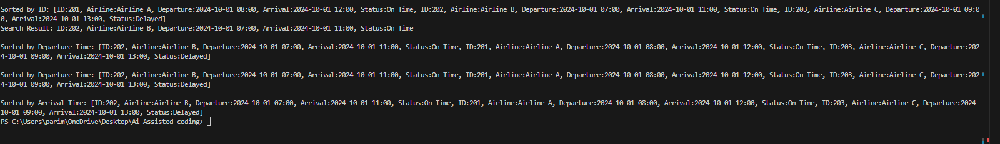 Sorted by ID: [ID:201, Airline:Airline A, Departure:2024-10-01 08:00, Arrival:2024-10-01 12:00, Status:On Time, ID:202, Airline:Airline B, Departure:2024-10-01 07:00, Arrival:2024-10-01 11:00, Status:On Time, ID:203, Airline:Airline C, Departure:2024-10-01 09:0
0, Arrival:2024-10-01 13:00, Status:Delayed]
Search Result: ID:202, Airline:Airline B, Departure:2024-10-01 07:00, Arrival:2024-10-01 11:00, Status:On Time
Sorted by Departure Time: [ID:202, Airline:Airline B, Departure:2024-10-01 07:00, Arrival:2024-10-01 11:00, Status:On Time, ID:201, Airline:Airline A, Departure:2024-10-01 08:00, Arrival:2024-10-01 12:00, Status:On Time, ID:203, Airline:Airline C, Departure:202
4-10-01 09:00, Arrival:2024-10-01 13:00, Status:Delayed]
Sorted by Departure Time: [ID:202, Airline:Airline B, Departure:2024-10-01 07:00, Arrival:2024-10-01 11:00, Status:On Time, ID:201, Airline:Airline A, Departure:2024-10-01 08:00, Arrival:2024-10-01 12:00, Status:On Time, ID:203, Airline:Airline C, Departure:202
4-10-01 09:00, Arrival:2024-10-01 13:00, Status:Delayed]
Sorted by Arrival Time: [ID:202, Airline:Airline B, Departure:2024-10-01 07:00, Arrival:2024-10-01 11:00, Status:On Time, ID:201, Airline:Airline A, Departure:2024-10-01 08:00, Arrival:2024-10-01 12:00, Status:On Time, ID:203, Airline:Airline C, Departure:2024-
10-01 09:00, Arrival:2024-10-01 13:00, Status:Delayed]
PS C:\Users\parim\OneDrive\Desktop\Ai Assisted coding>